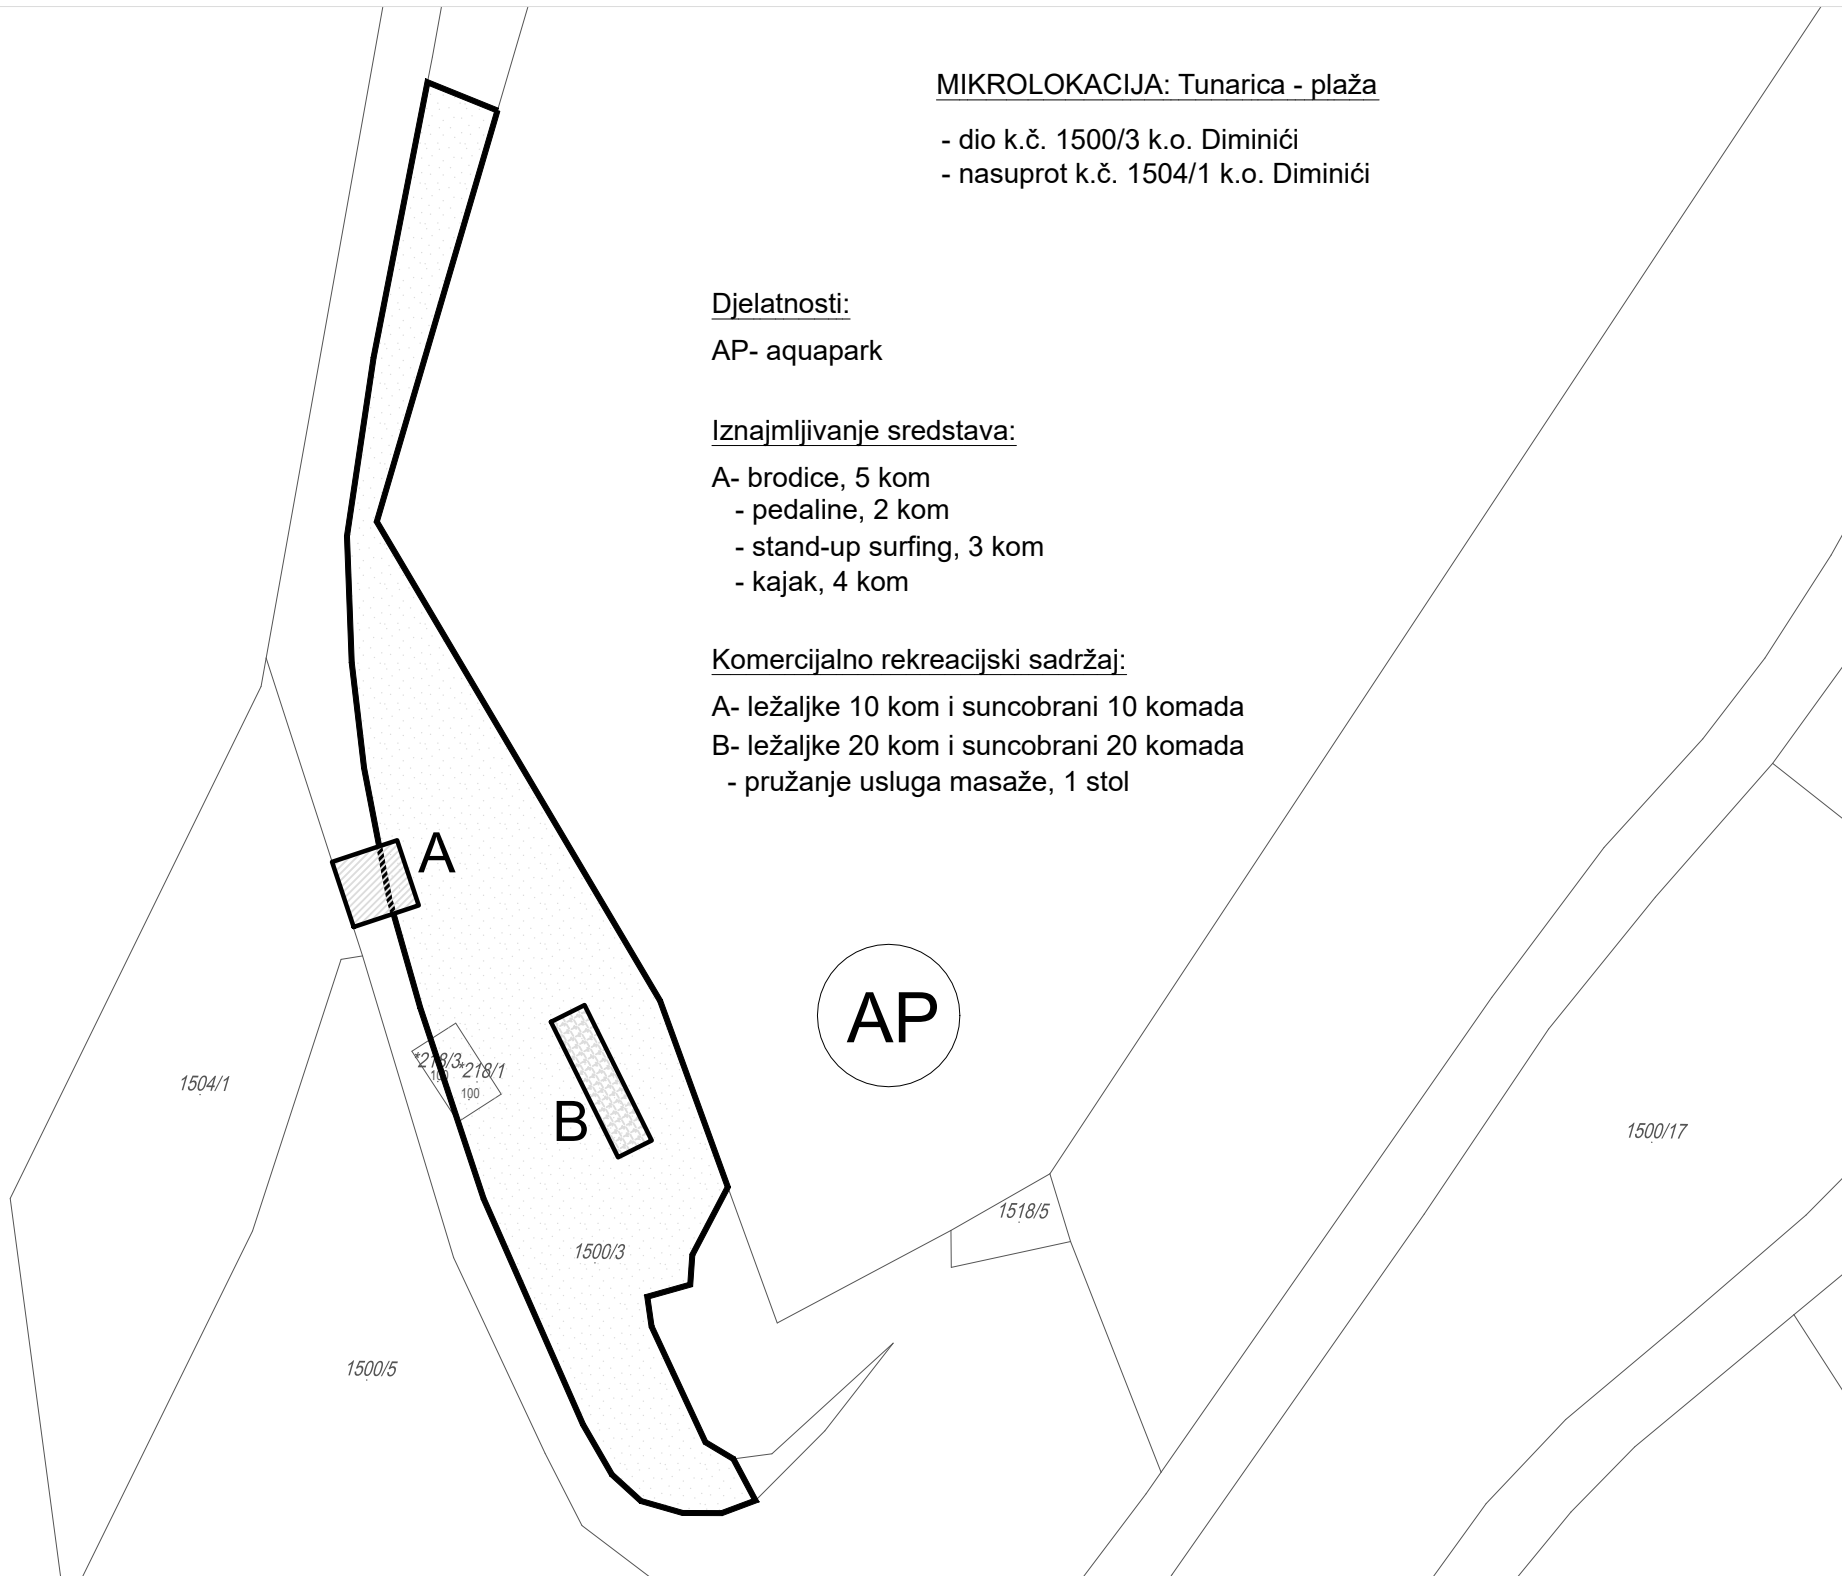 MIKROLOKACIJA: Tunarica - plaža
- dio k.č. 1500/3 k.o. Diminići
- nasuprot k.č. 1504/1 k.o. Diminići
Djelatnosti:
AP- aquapark
Iznajmljivanje sredstava:
A- brodice, 5 kom
- pedaline, 2 kom
- stand-up surfing, 3 kom
- kajak, 4 kom
Komercijalno rekreacijski sadržaj:
A- ležaljke 10 kom i suncobrani 10 komada
B- ležaljke 20 kom i suncobrani 20 komada
- pružanje usluga masaže, 1 stol
A
AP
*218/3
100
*218/1
100
1504/1
B
1500/17
1518/5
1500/3
1500/5